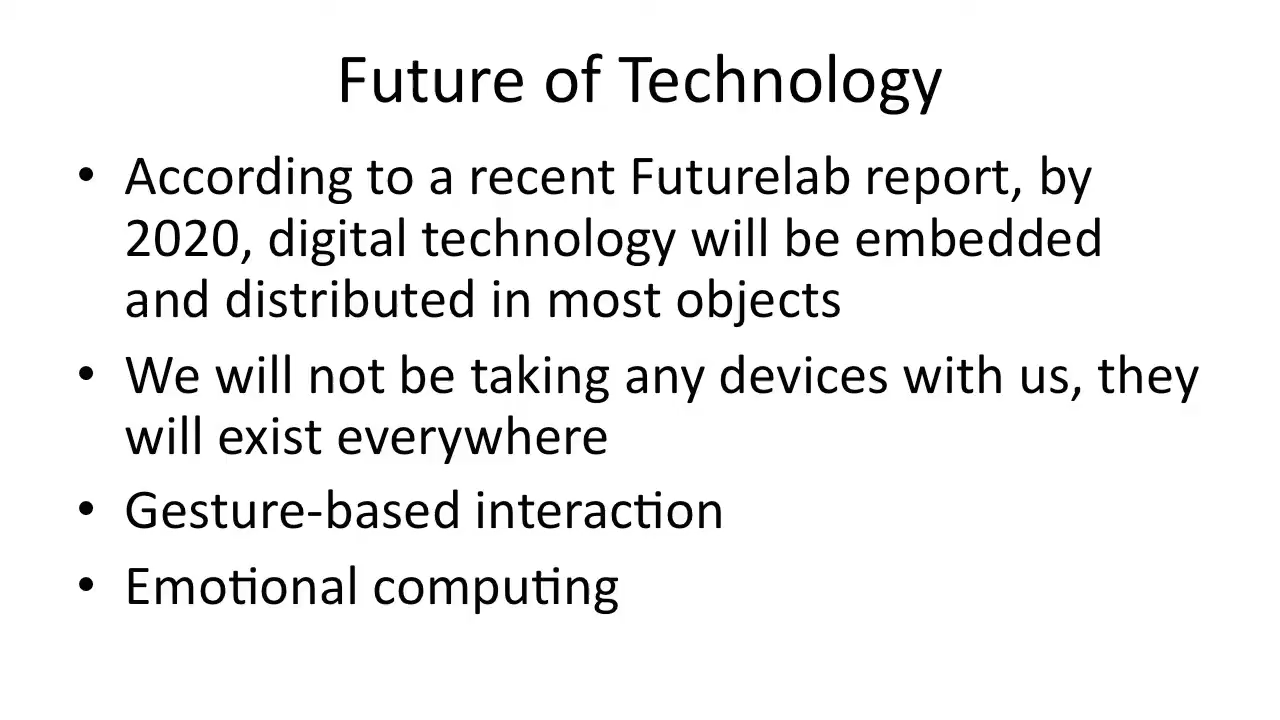 Future of Technology
• According to a recent Futurelab report, by
2020, digital technology will be embedded
and distributed in most objects
• We will not be taking any devices with us, they
will exist everywhere
• Gesture-based interaction
• Emotional computing